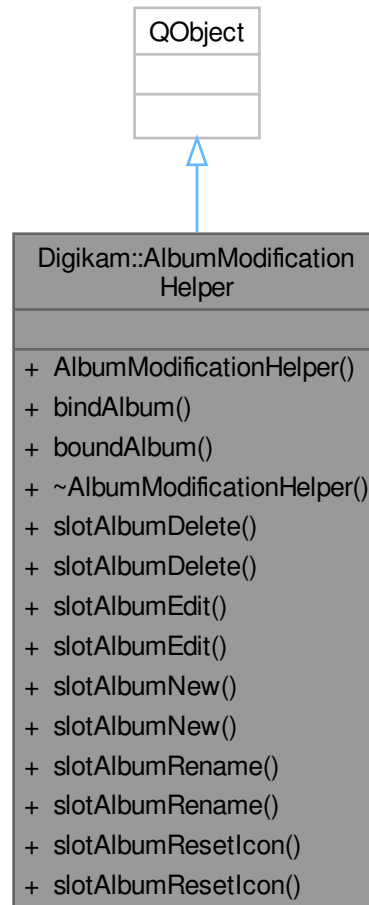 QObject
Digikam::AlbumModification
Helper
+ AlbumModificationHelper()
+ bindAlbum()
+ boundAlbum()
+ ~AlbumModificationHelper()
+ slotAlbumDelete()
+ slotAlbumDelete()
+ slotAlbumEdit()
+ slotAlbumEdit()
+ slotAlbumNew()
+ slotAlbumNew()
+ slotAlbumRename()
+ slotAlbumRename()
+ slotAlbumResetIcon()
+ slotAlbumResetIcon()